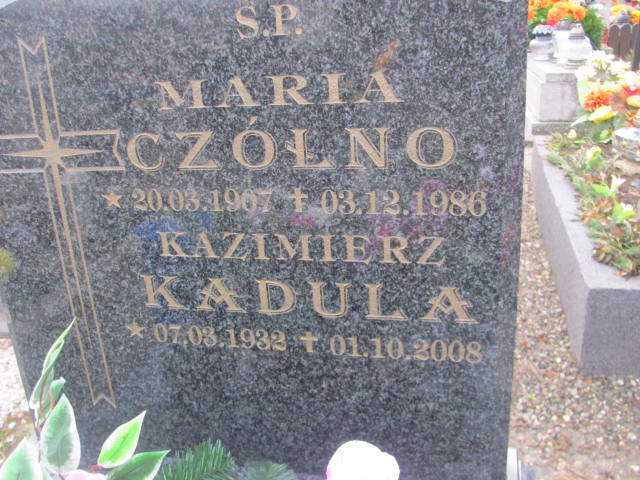 S.P.
MARIA
CZÓŁNO
★ 20.03.1907 ✝ 03.12.1986
KAZIMIERZ
KADULA
★ 07.03.1932 ✝ 01.10.2008